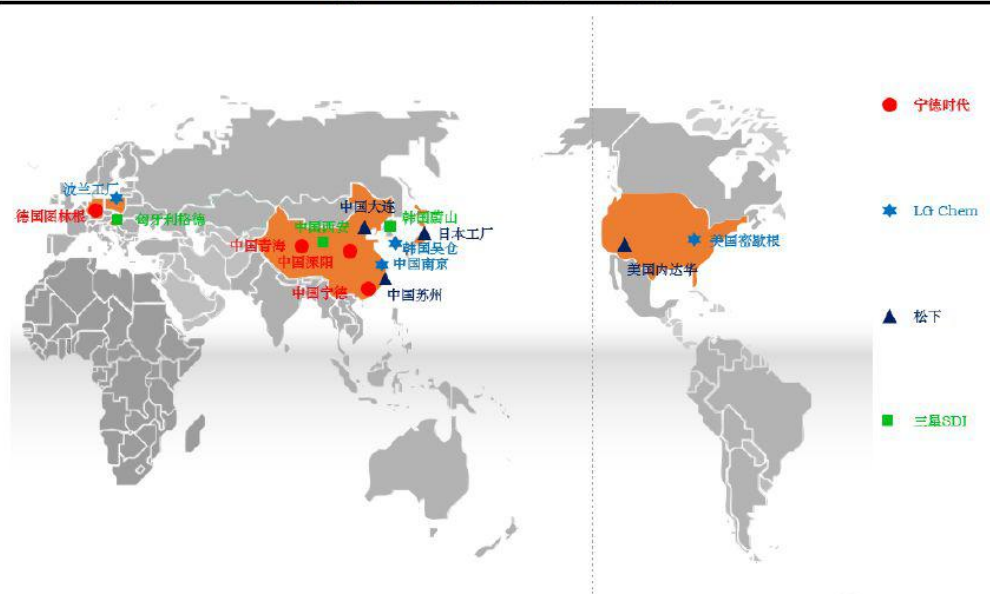 波兰工厂
德国图林根
匈牙利格德
中国大连
韩国蔚山
日本工厂
中国西安
中国青海
韩国吴仓
中国溧阳
中国南京
中国宁德
中国苏州
美国密歇根
美国内达华
宁德时代
LG Chem
松下
三星SDI